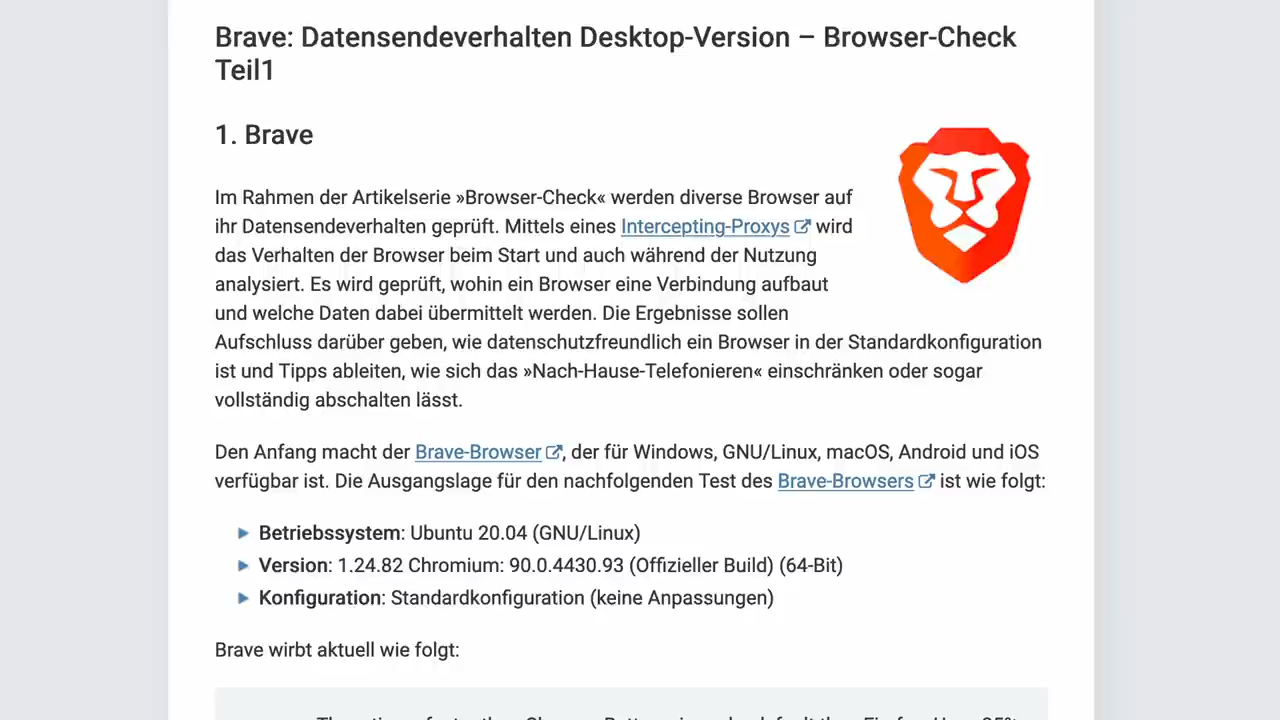 Brave: Datensendeverhalten Desktop-Version – Browser-Check
Teil1
1. Brave
Im Rahmen der Artikelserie »Browser-Check« werden diverse Browser auf
ihr Datensendeverhalten geprüft. Mittels eines Intercepting-Proxys wird
das Verhalten der Browser beim Start und auch während der Nutzung
analysiert. Es wird geprüft, wohin ein Browser eine Verbindung aufbaut
und welche Daten dabei übermittelt werden. Die Ergebnisse sollen
Aufschluss darüber geben, wie datenschutzfreundlich ein Browser in der Standardkonfiguration
ist und Tipps ableiten, wie sich das »Nach-Hause-Telefonieren« einschränken oder sogar
vollständig abschalten lässt.
Den Anfang macht der Brave-Browser, der für Windows, GNU/Linux, macOS, Android und iOS
verfügbar ist. Die Ausgangslage für den nachfolgenden Test des Brave-Browsers ist wie folgt:
Betriebssystem: Ubuntu 20.04 (GNU/Linux)
Version: 1.24.82 Chromium: 90.0.4430.93 (Offizieller Build) (64-Bit)
Konfiguration: Standardkonfiguration (keine Anpassungen)
Brave wirbt aktuell wie folgt: